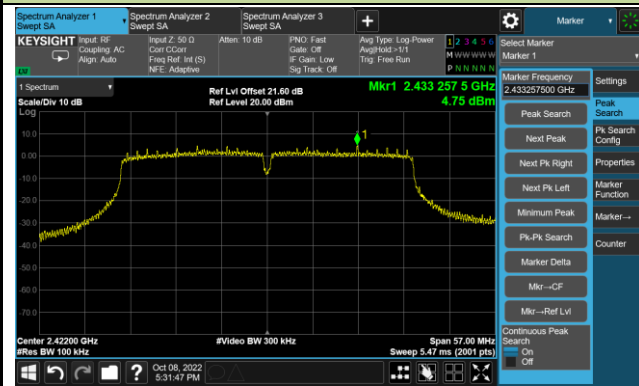 Spectrum Analyzer 1
Swept SA
Spectrum Analyzer 2
Swept SA
Spectrum Analyzer 3
Swept SA
+
Marker
KEYSIGHT
Input: RF
Coupling: AC
Align: Auto
Input Z: 50 Ω
Corr CCorr
Freq Ref: Int (S)
NFE: Adaptive
Atten: 10 dB
PNO: Fast
Gate: Off
IF Gain: Low
Sig Track: Off
Avg Type: Log-Power
Avg|Hold:>1/1
Trig: Free Run
1 2 3 4 5 6
M W W W W W
P N N N N N
LXI
Select Marker
Marker 1
1 Spectrum
Scale/Div 10 dB
Log
Ref Lvl Offset 21.60 dB
Ref Level 20.00 dBm
Mkr1 2.433 257 5 GHz
4.75 dBm
10.0
0.00
-10.0
-20.0
-30.0
-40.0
-50.0
-60.0
-70.0
1
Center 2.42200 GHz
#Res BW 100 kHz
#Video BW 300 kHz
Span 57.00 MHz
Sweep 5.47 ms (2001 pts)
Marker Frequency
2.433257500 GHz
Peak Search
Next Peak
Next Pk Right
Next Pk Left
Minimum Peak
Pk-Pk Search
Marker Delta
Mkr→CF
Mkr→Ref Lvl
Continuous Peak
Search
On
Off
Settings
Peak
Search
Pk Search
Config
Properties
Marker
Function
Marker→
Counter
?
Oct 08, 2022
5:31:47 PM